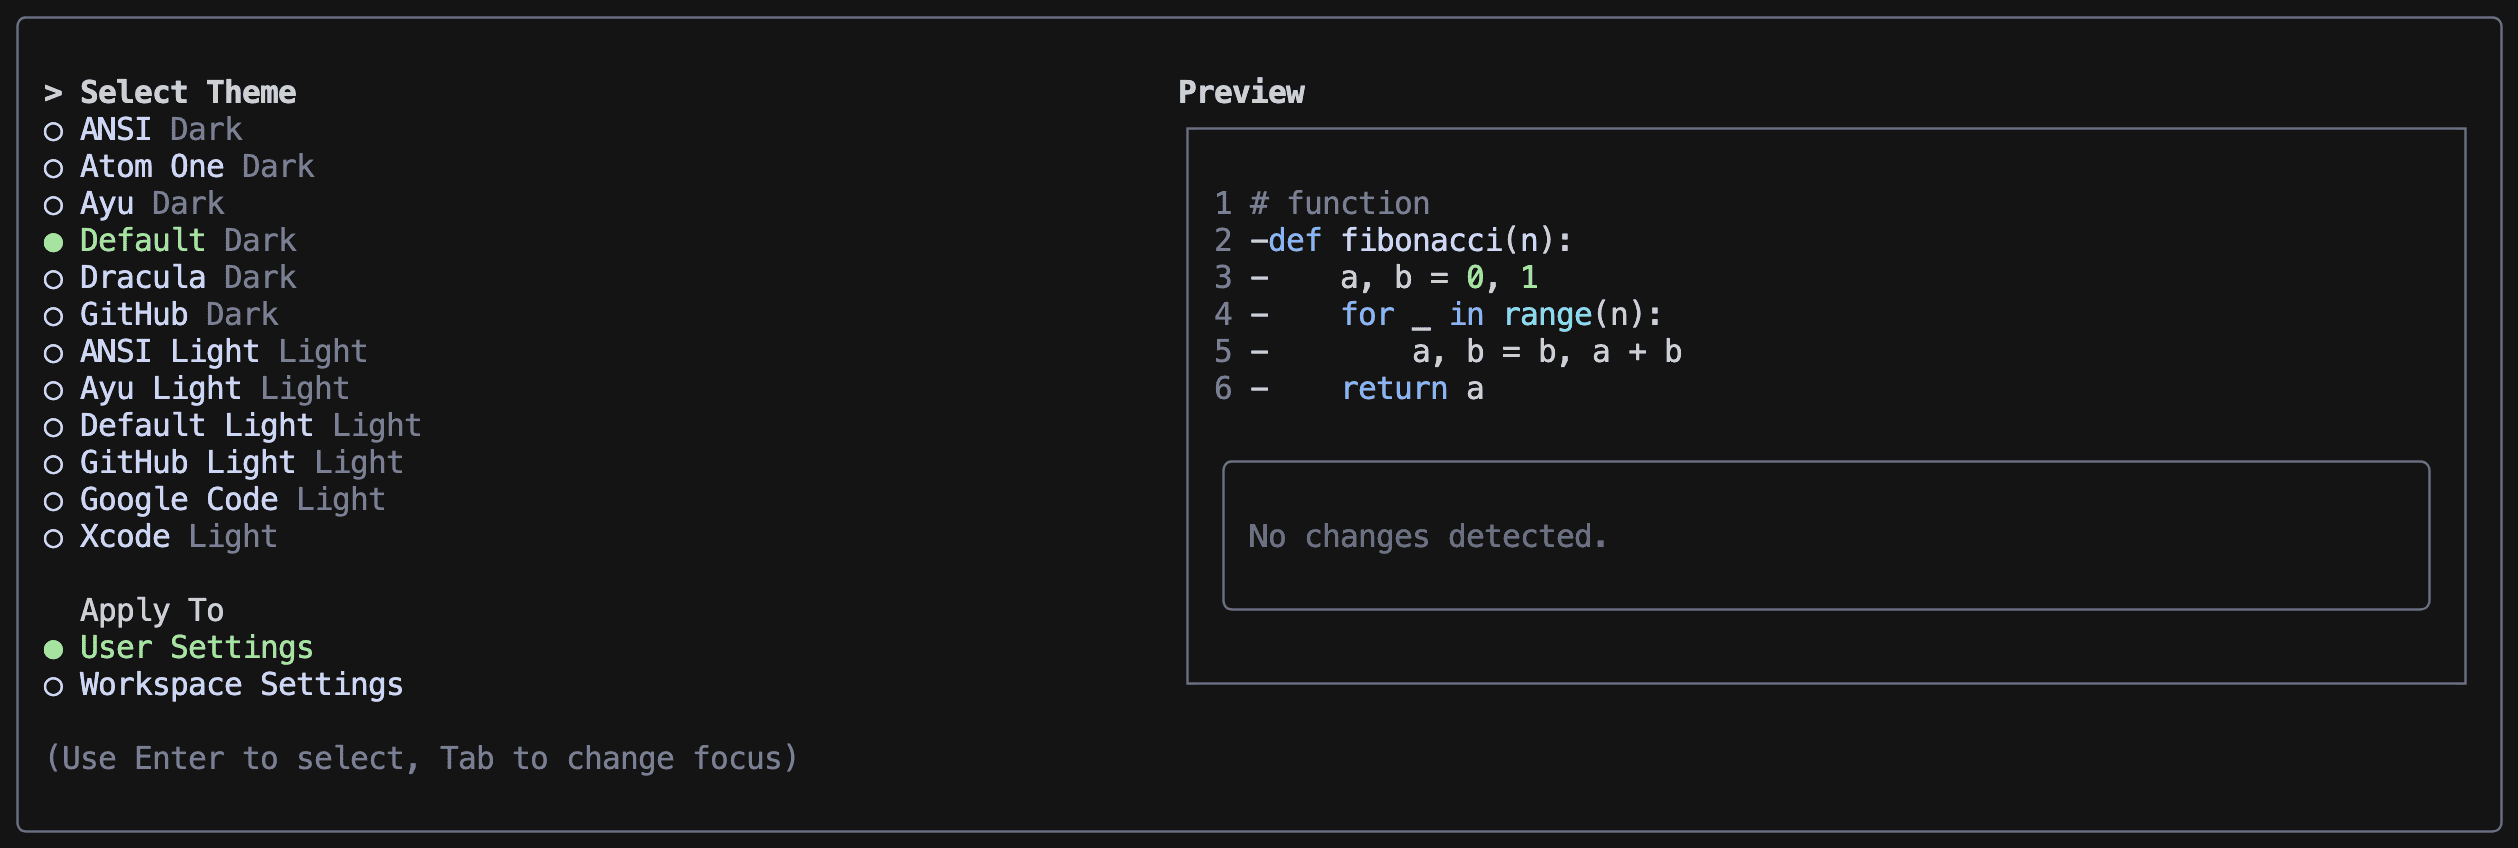 > Select Theme
○ ANSI Dark
○ Atom One Dark
○ Ayu Dark
● Default Dark
○ Dracula Dark
○ GitHub Dark
○ ANSI Light Light
○ Ayu Light Light
○ Default Light Light
○ GitHub Light Light
○ Google Code Light
○ Xcode Light
Apply To
● User Settings
○ Workspace Settings
(Use Enter to select, Tab to change focus)
Preview
1 # function
2 -def fibonacci(n):
3 -    a, b = 0, 1
4 -    for _ in range(n):
5 -        a, b = b, a + b
6 -    return a
No changes detected.